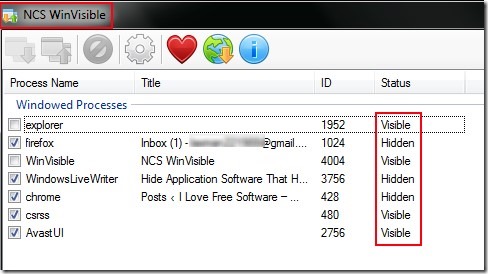 NCS WinVisible
Process Name Title ID Status
Windowed Processes
explorer 1952 Visible
firefox Inbox (1) - @gmail.... 1024 Hidden
WinVisible NCS WinVisible 4004 Visible
WindowsLiveWriter Hide Application Software That H... 3756 Hidden
chrome Posts ‹ I Love Free Software – ... 428 Hidden
csrss 480 Visible
AvastUI 2756 Visible